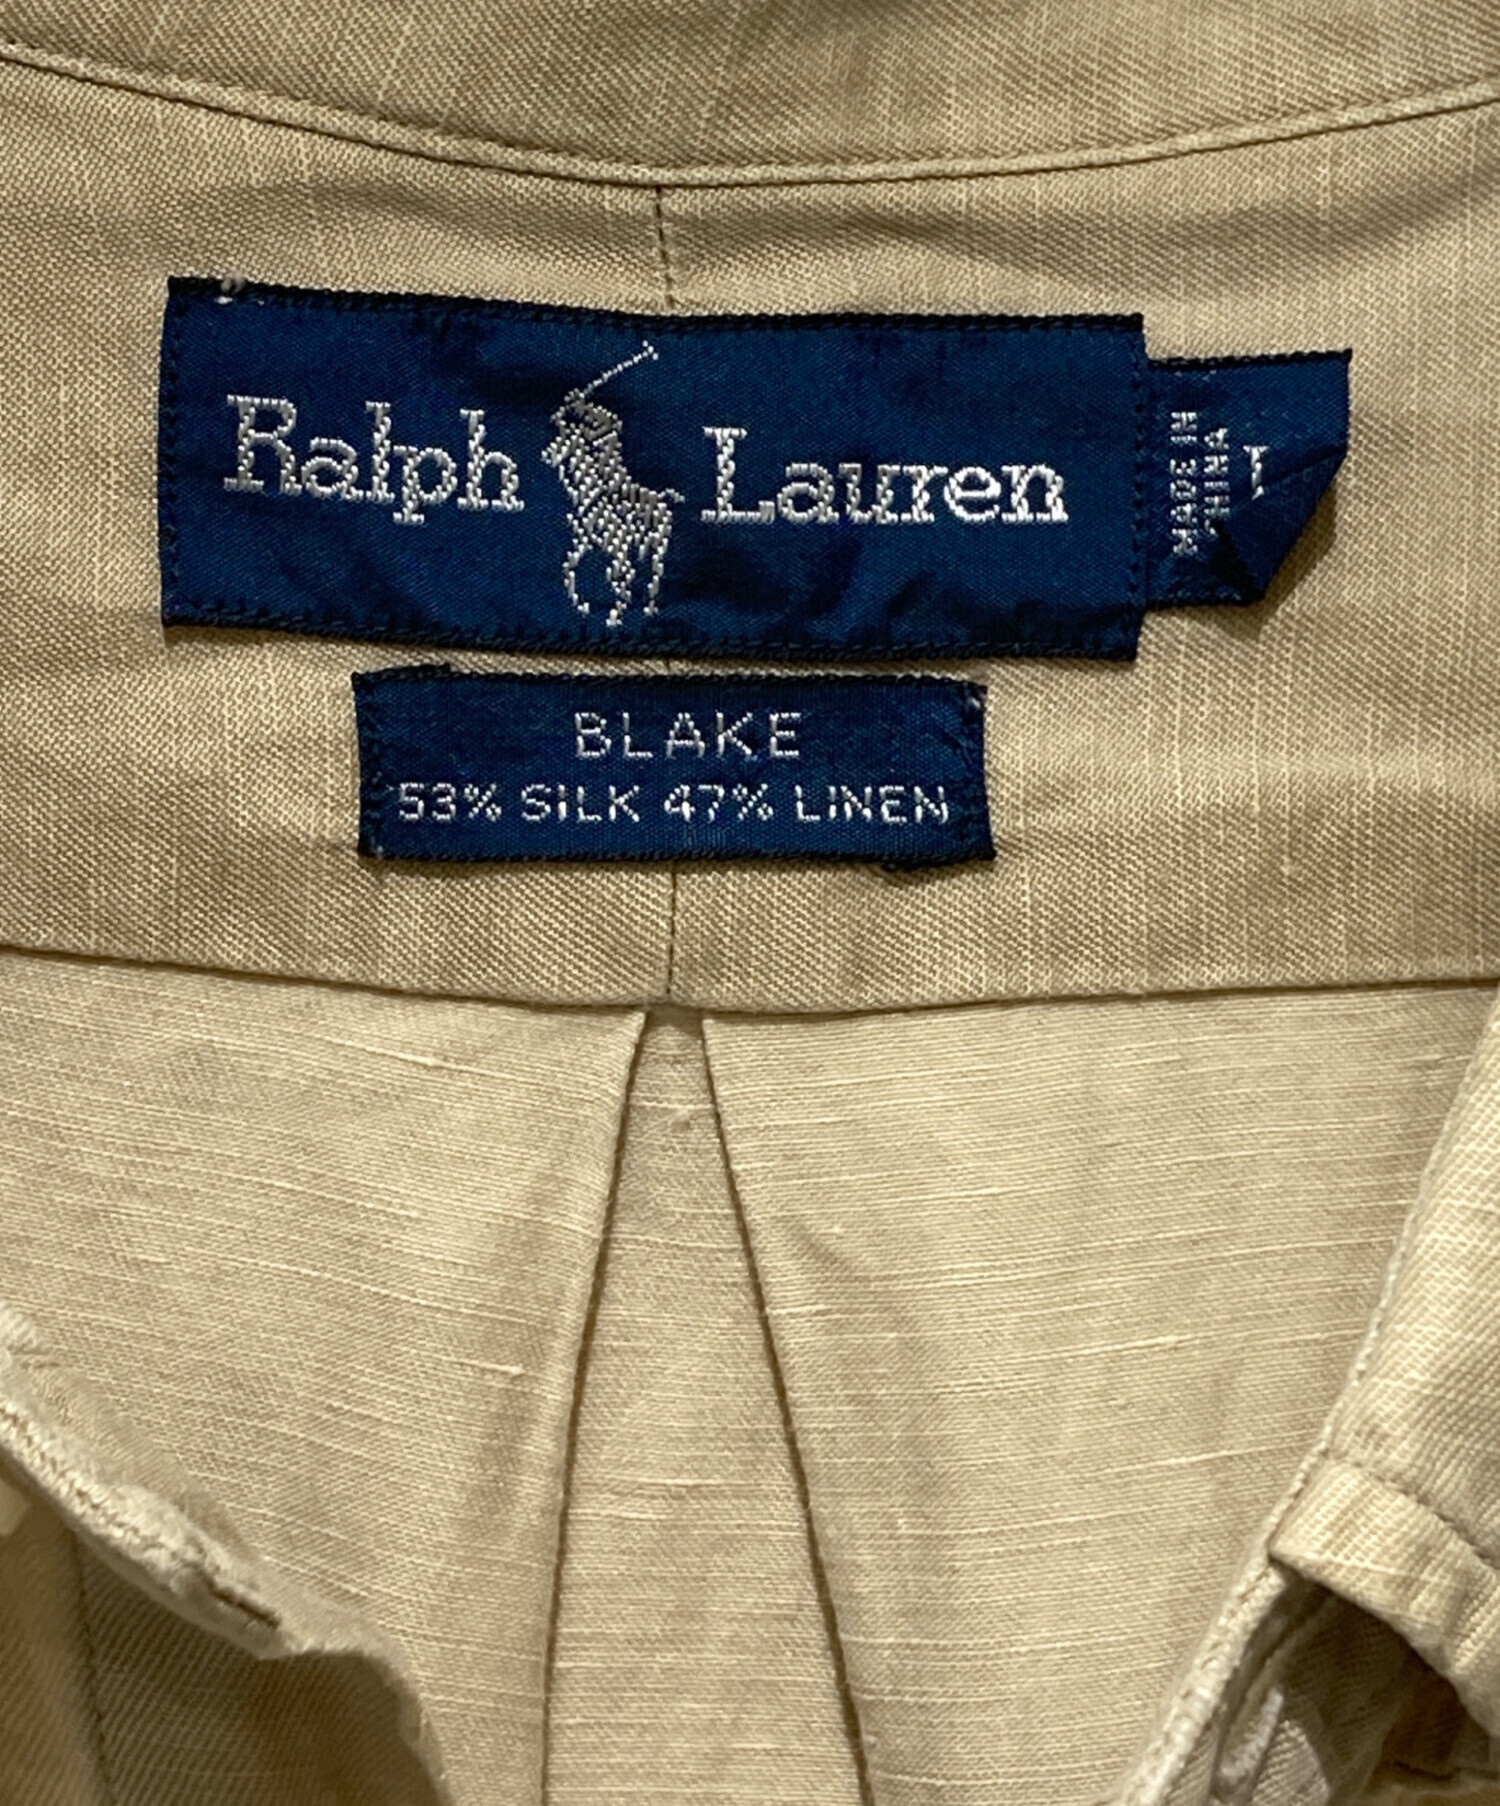 Ralph Lauren
MADE IN
CHINA
BLAKE
53% SILK 47% LINEN